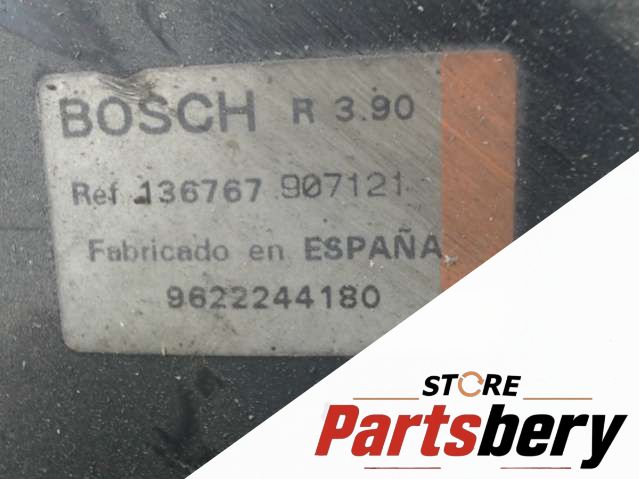 BOSCH R 3.90
Ref 136767 907121
Fabricado en ESPAÑA
9622244180
STORE
Partsbery